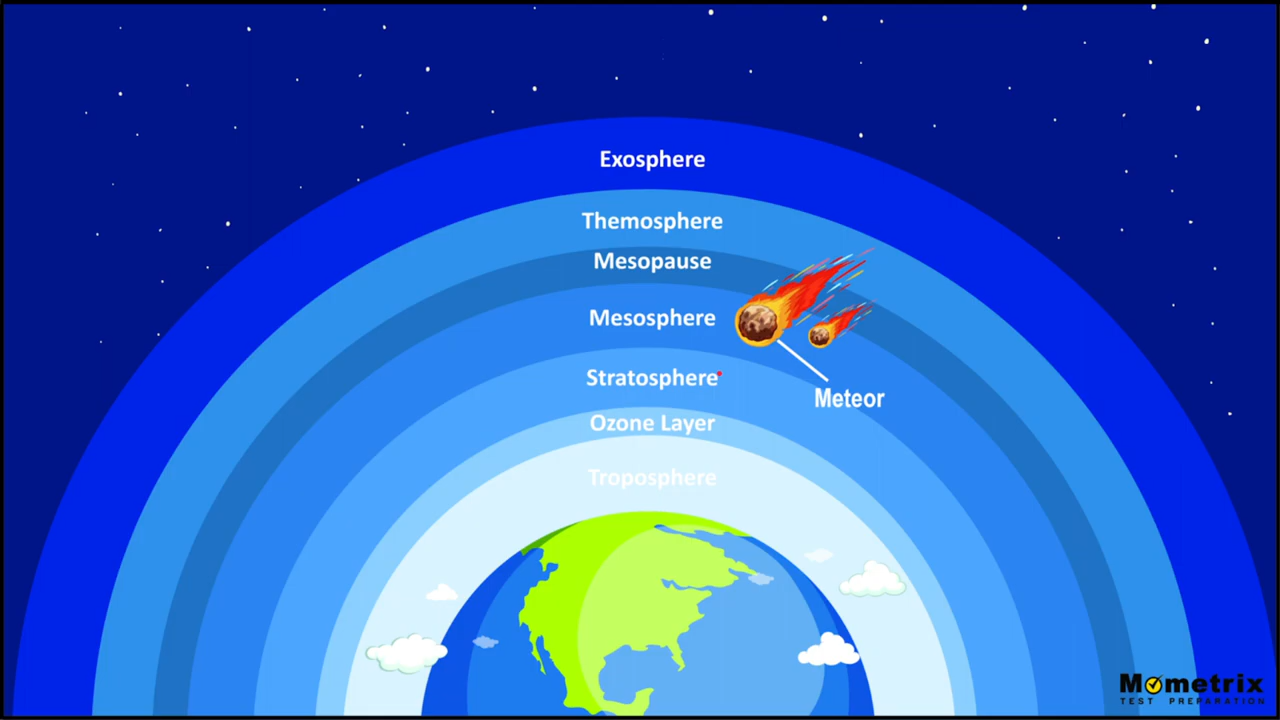 Exosphere
Themosphere
Mesopause
Mesosphere
Stratosphere
Meteor
Ozone Layer
Troposphere
Mometrix
TEST PREPARATION